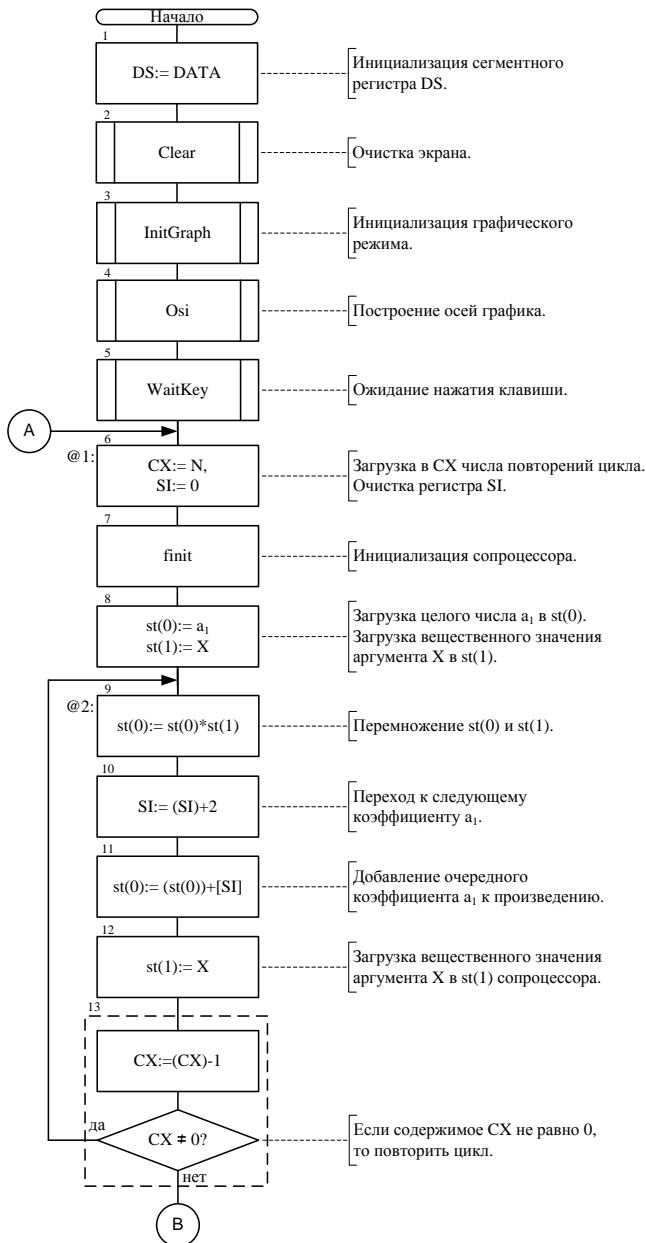 Начало
1
DS:= DATA
Инициализация сегментного
регистра DS.
2
Clear
Очистка экрана.
3
InitGraph
Инициализация графического
режима.
4
Osi
Построение осей графика.
5
WaitKey
Ожидание нажатия клавиши.
A
6
@1:
CX:= N,
SI:= 0
Загрузка в CX числа повторений цикла.
Очистка регистра SI.
7
finit
Инициализация сопроцессора.
8
st(0):= a₁
st(1):= X
Загрузка целого числа a₁ в st(0).
Загрузка вещественного значения
аргумента X в st(1).
9
@2:
st(0):= st(0)*st(1)
Перемножение st(0) и st(1).
10
SI:= (SI)+2
Переход к следующему
коэффициенту a₁.
11
st(0):= (st(0))+[SI]
Добавление очередного
коэффициента a₁ к произведению.
12
st(1):= X
Загрузка вещественного значения
аргумента X в st(1) сопроцессора.
13
CX:=(CX)-1
да
CX ≠ 0?
Если содержимое CX не равно 0,
то повторить цикл.
нет
B